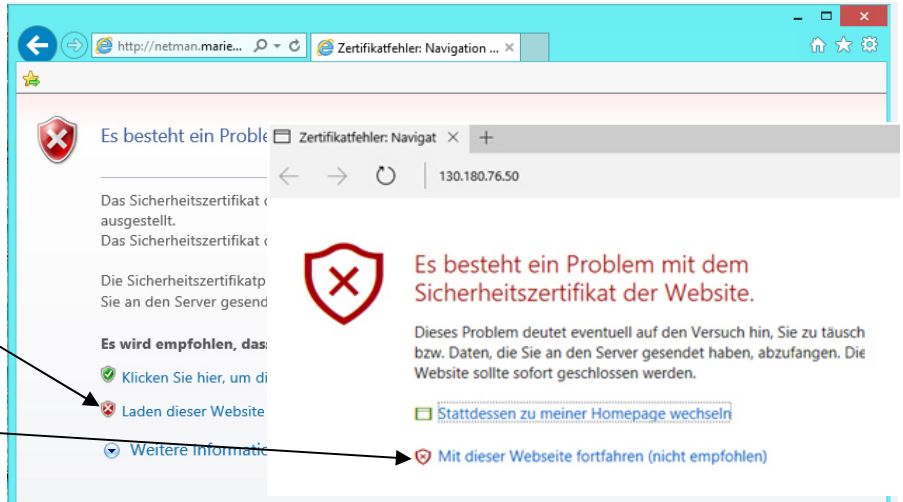 http://netman.marie...
Zertifikatfehler: Navigation ...
Es besteht ein Proble
Das Sicherheitszertifikat
ausgestellt.
Das Sicherheitszertifikat
Die Sicherheitszertifikatp
Sie an den Server gesend
Es wird empfohlen, das
Klicken Sie hier, um di
Laden dieser Website
Weitere Informatio
Zertifikatfehler: Navigat
130.180.76.50
Es besteht ein Problem mit dem
Sicherheitszertifikat der Website.
Dieses Problem deutet eventuell auf den Versuch hin, Sie zu täusch
bzw. Daten, die Sie an den Server gesendet haben, abzufangen. Die
Website sollte sofort geschlossen werden.
Stattdessen zu meiner Homepage wechseln
Mit dieser Webseite fortfahren (nicht empfohlen)